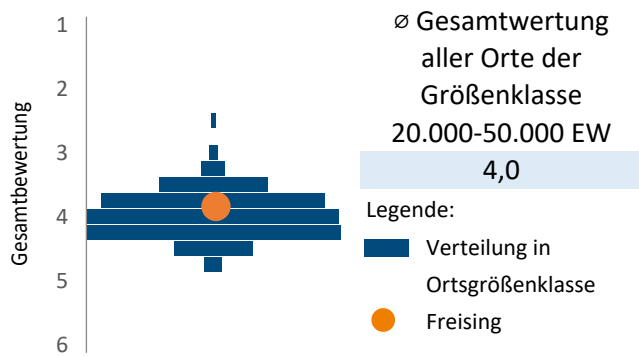 1
2
3
4
5
6
Gesamtbewertung
⌀ Gesamtwertung
aller Orte der
Größenklasse
20.000-50.000 EW
4,0
Legende:
Verteilung in
Ortsgrößenklasse
Freising